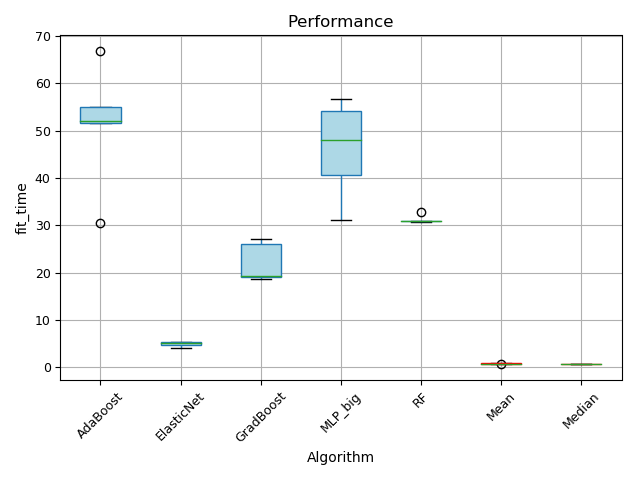 Performance
fit_time
70
60
50
40
30
20
10
0
AdaBoost
ElasticNet
GradBoost
MLP_big
RF
Mean
Median
Algorithm